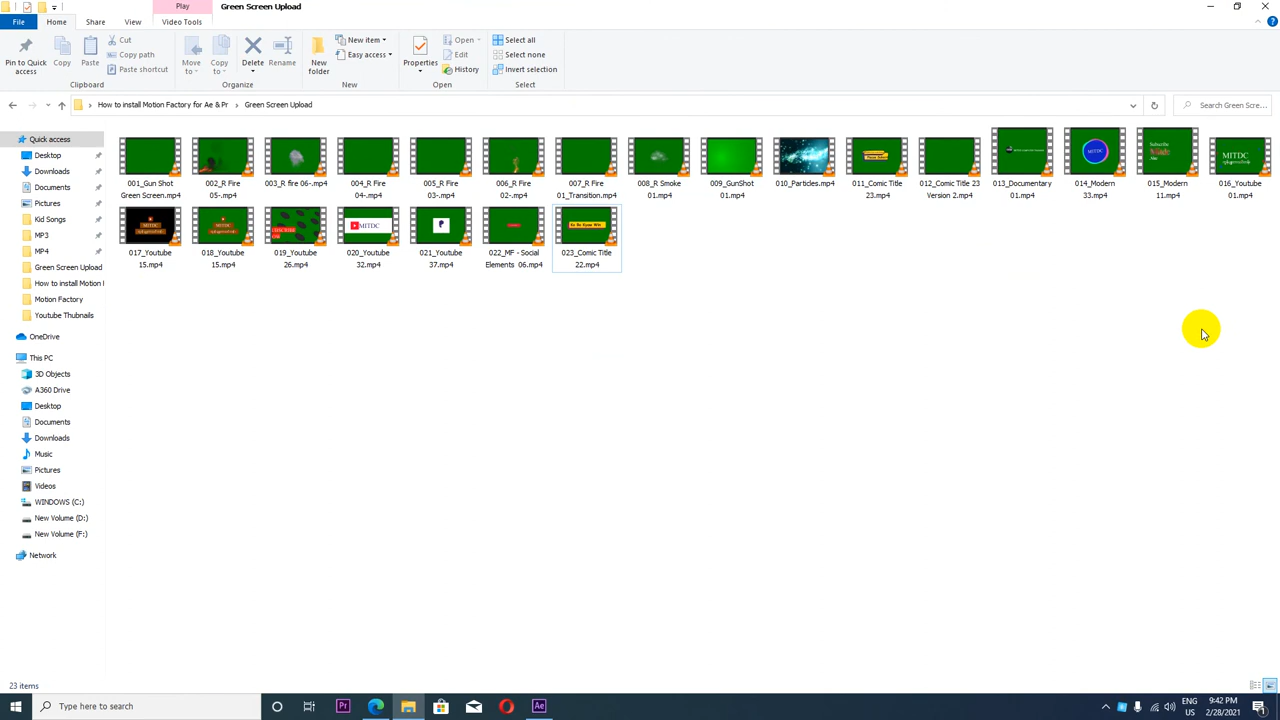 Play
Green Screen Upload
File
Home
Share
View
Video Tools
Pin to Quick
access
Copy
Paste
Cut
Copy path
Paste shortcut
Move
to
Copy
to
Delete
Rename
New
folder
New item
Easy access
Properties
Open
Edit
History
Select all
Select none
Invert selection
Clipboard
Organize
New
Open
Select
How to install Motion Factory for Ae & Pr
Green Screen Upload
Search Green Scre...
Quick access
Desktop
Downloads
Documents
Pictures
Kid Songs
MP3
MP4
Green Screen Upload
How to install Motion F
Motion Factory
Youtube Thubnails
OneDrive
This PC
3D Objects
A360 Drive
Desktop
Documents
Downloads
Music
Pictures
Videos
WINDOWS (C:)
New Volume (D:)
New Volume (F:)
Network
001_Gun Shot
Green Screen.mp4
002_R Fire
05-.mp4
003_R fire 06-.mp4
004_R Fire
04-.mp4
005_R Fire
03-.mp4
006_R Fire
02-.mp4
007_R Fire
01_Transition.mp4
008_R Smoke
01.mp4
009_GunShot
01.mp4
010_Particles.mp4
011_Comic Title
23.mp4
012_Comic Title 23
Version 2.mp4
013_Documentary
01.mp4
MITDC
014_Modern
33.mp4
Subscribe
015_Modern
11.mp4
MITDC
016_Youtube
01.mp4
MITDC
017_Youtube
15.mp4
MITDC
018_Youtube
15.mp4
019_Youtube
26.mp4
MITDC
020_Youtube
32.mp4
021_Youtube
37.mp4
022_MF - Social
Elements 06.mp4
023_Comic Title
22.mp4
23 items
Type here to search
Pr
Ae
ENG
US
9:42 PM
2/28/2021
1